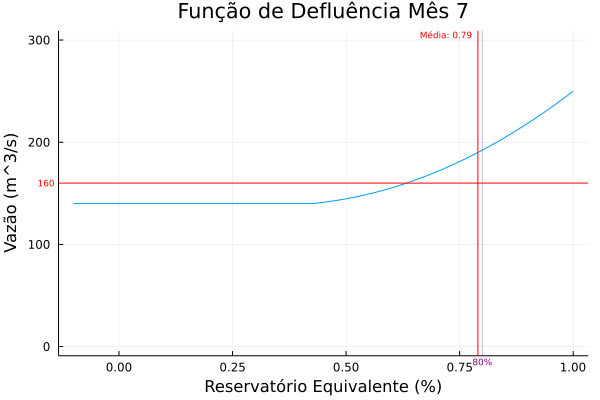 Função de Defluência Mês 7
Média: 0.79
300
200
160
100
0
Vazão (m^3/s)
0.00
0.25
0.50
0.75
80%
1.00
Reservatório Equivalente (%)